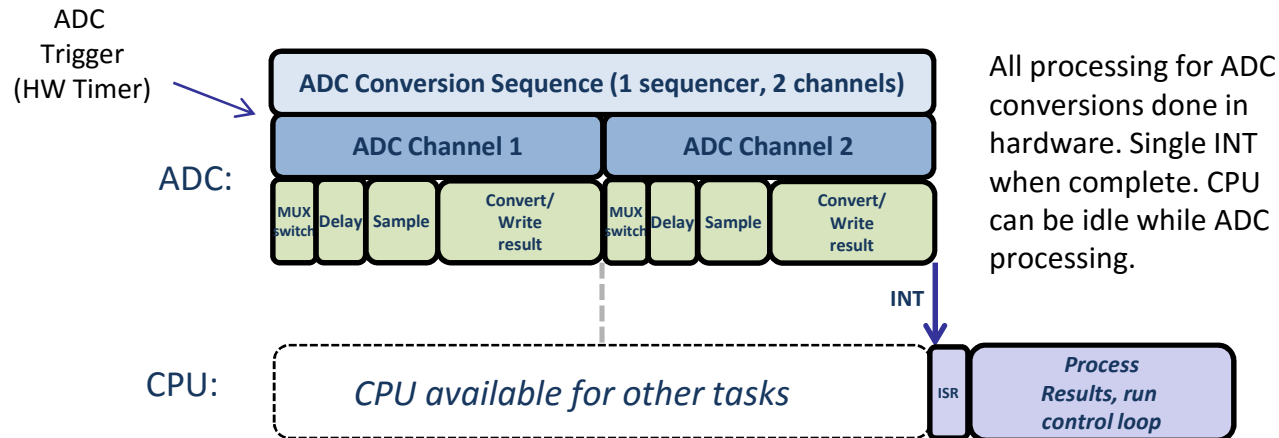 ADC
Trigger
(HW Timer)
ADC Conversion Sequence (1 sequencer, 2 channels)
ADC Channel 1
ADC Channel 2
ADC:
MUX
switch
Delay
Sample
Convert/
Write
result
MUX
switch
Delay
Sample
Convert/
Write
result
All processing for ADC
conversions done in
hardware. Single INT
when complete. CPU
can be idle while ADC
processing.
INT
CPU:
CPU available for other tasks
ISR
Process
Results, run
control loop